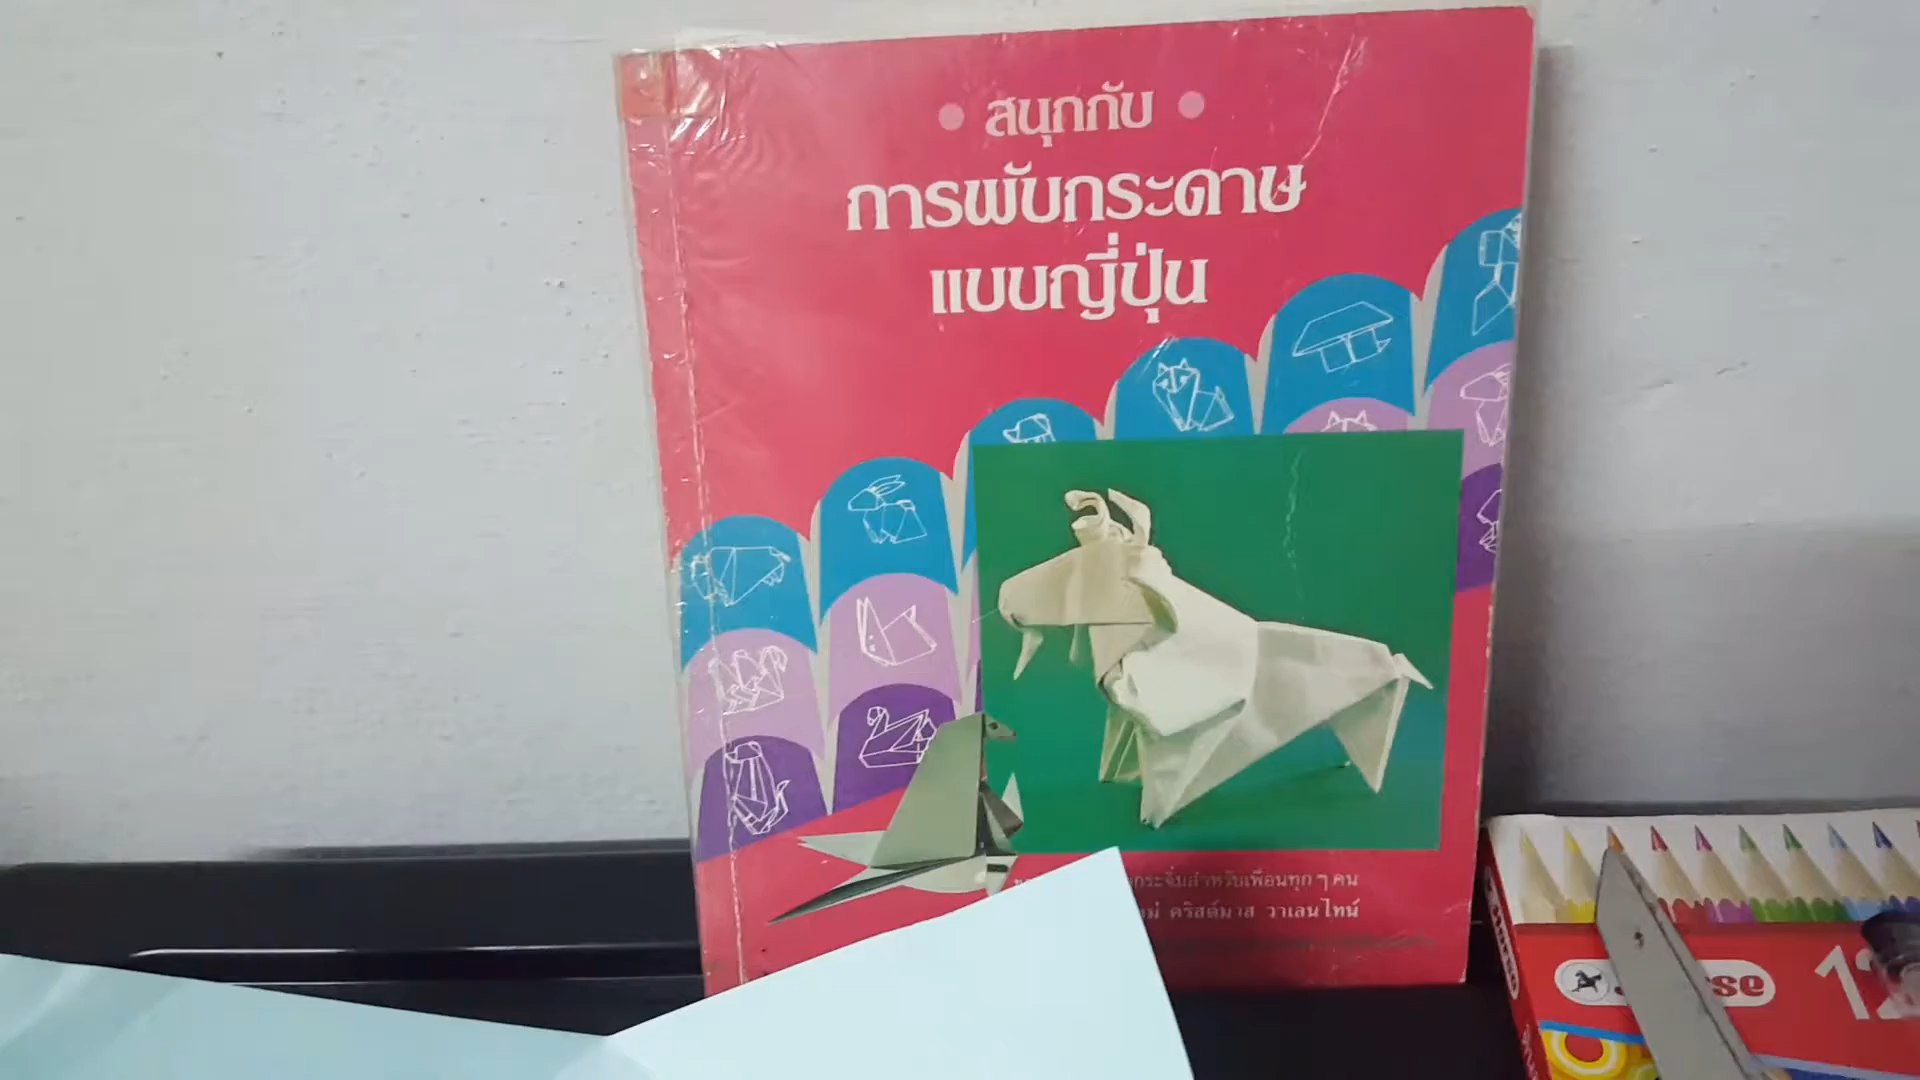 สนุกกับ
การพับกระดาษ
แบบญี่ปุ่น
กระจิ๋มสำหรับเพื่อนทุก ๆ คน
คริสต์มาส วาเลนไทน์
Horse
12